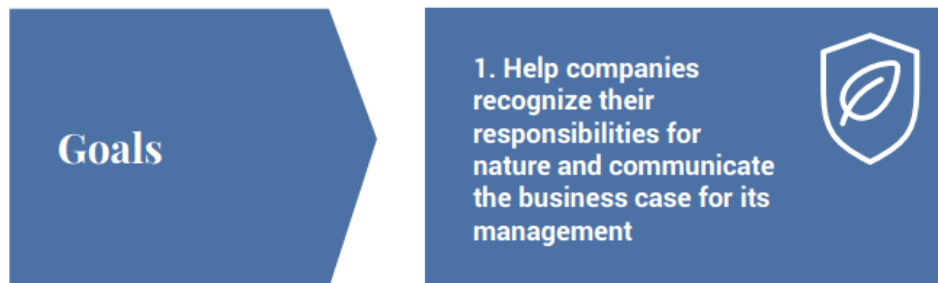 Goals
1. Help companies
recognize their
responsibilities for
nature and communicate
the business case for its
management